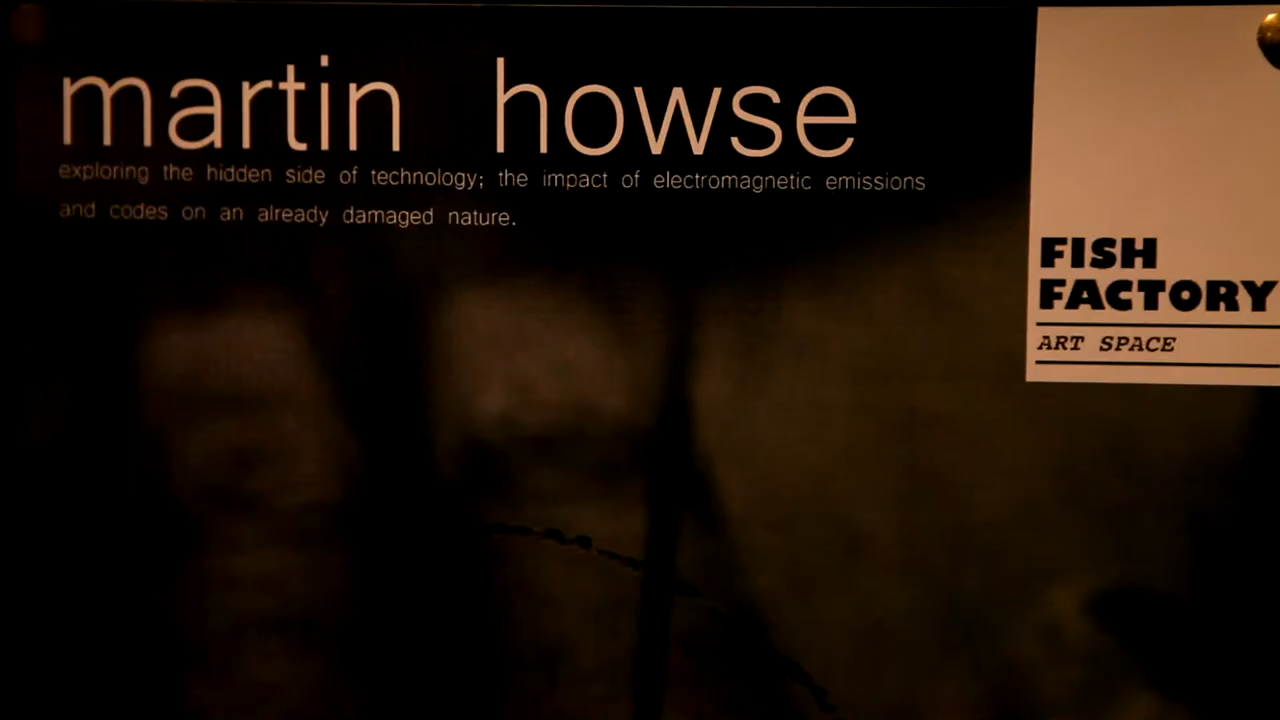 martin howse
exploring the hidden side of technology; the impact of electromagnetic emissions
and codes on an already damaged nature.
FISH
FACTORY
ART SPACE